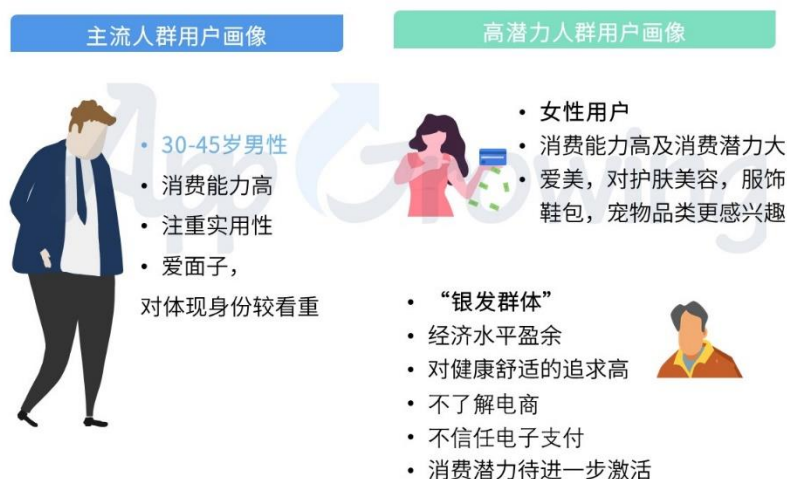 主流人群用户画像
• 30-45岁男性
• 消费能力高
• 注重实用性
• 爱面子，
对体现身份较看重
高潜力人群用户画像
• 女性用户
• 消费能力高及消费潜力大
• 爱美，对护肤美容，服饰
鞋包，宠物品类更感兴趣
• “银发群体”
• 经济水平盈余
• 对健康舒适的追求高
• 不了解电商
• 不信任电子支付
• 消费潜力待进一步激活
App Growing